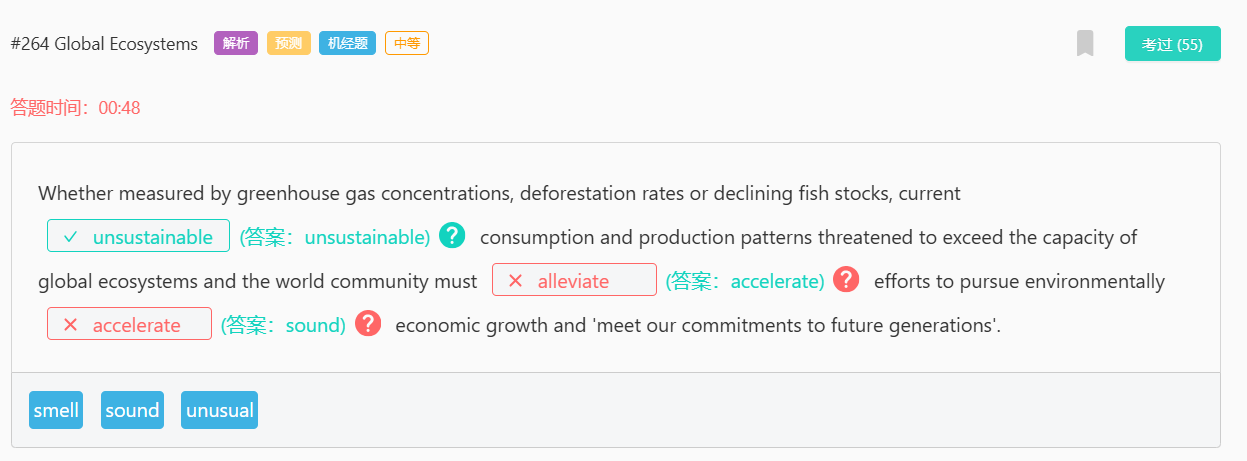 #264 Global Ecosystems 解析 预测 机经题 中等 考过 (55)
答题时间：00:48
Whether measured by greenhouse gas concentrations, deforestation rates or declining fish stocks, current
✓ unsustainable (答案：unsustainable) ? consumption and production patterns threatened to exceed the capacity of
global ecosystems and the world community must ✕ alleviate (答案：accelerate) ? efforts to pursue environmentally
✕ accelerate (答案：sound) ? economic growth and 'meet our commitments to future generations'.
smell sound unusual